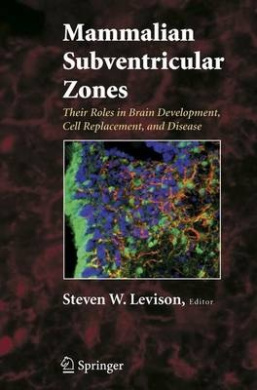 Mammalian
Subventricular
Zones
Their Roles in Brain Development,
Cell Replacement, and Disease
Steven W. Levison, Editor
Springer